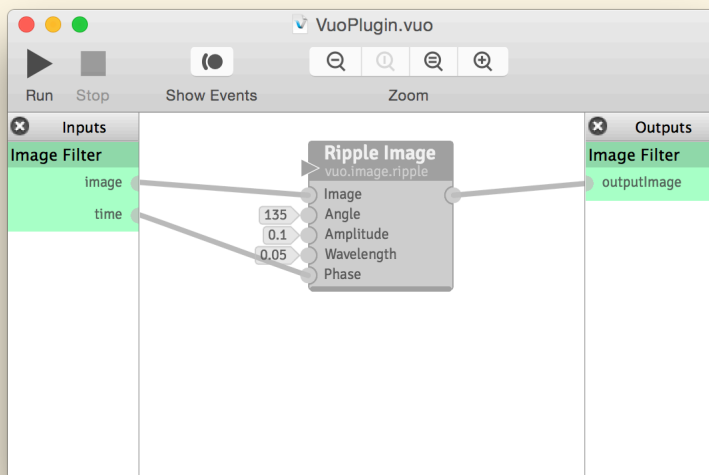 VuoPlugin.vuo
Run
Stop
Show Events
Zoom
Inputs
Image Filter
image
time
Ripple Image
vuo.image.ripple
Image
135 Angle
0.1 Amplitude
0.05 Wavelength
Phase
Outputs
Image Filter
outputImage